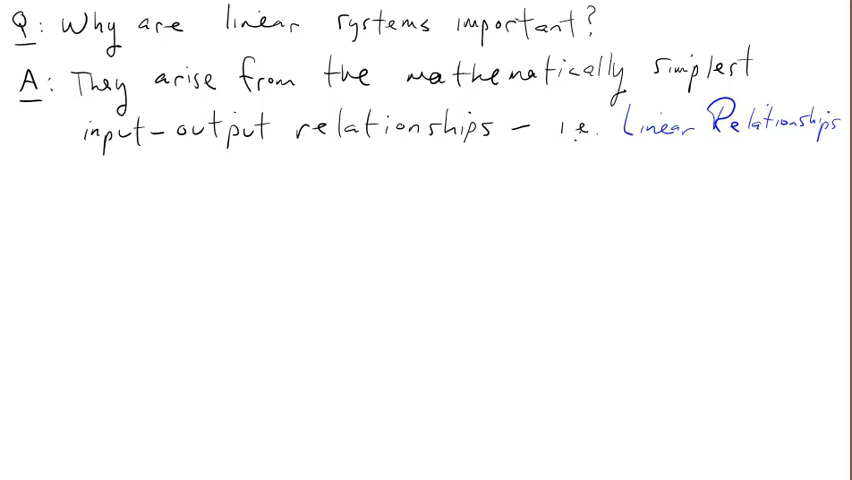 Q: Why are linear systems important?
A: They arise from the mathematically simplest
input-output relationships - i.e. Linear Relationships